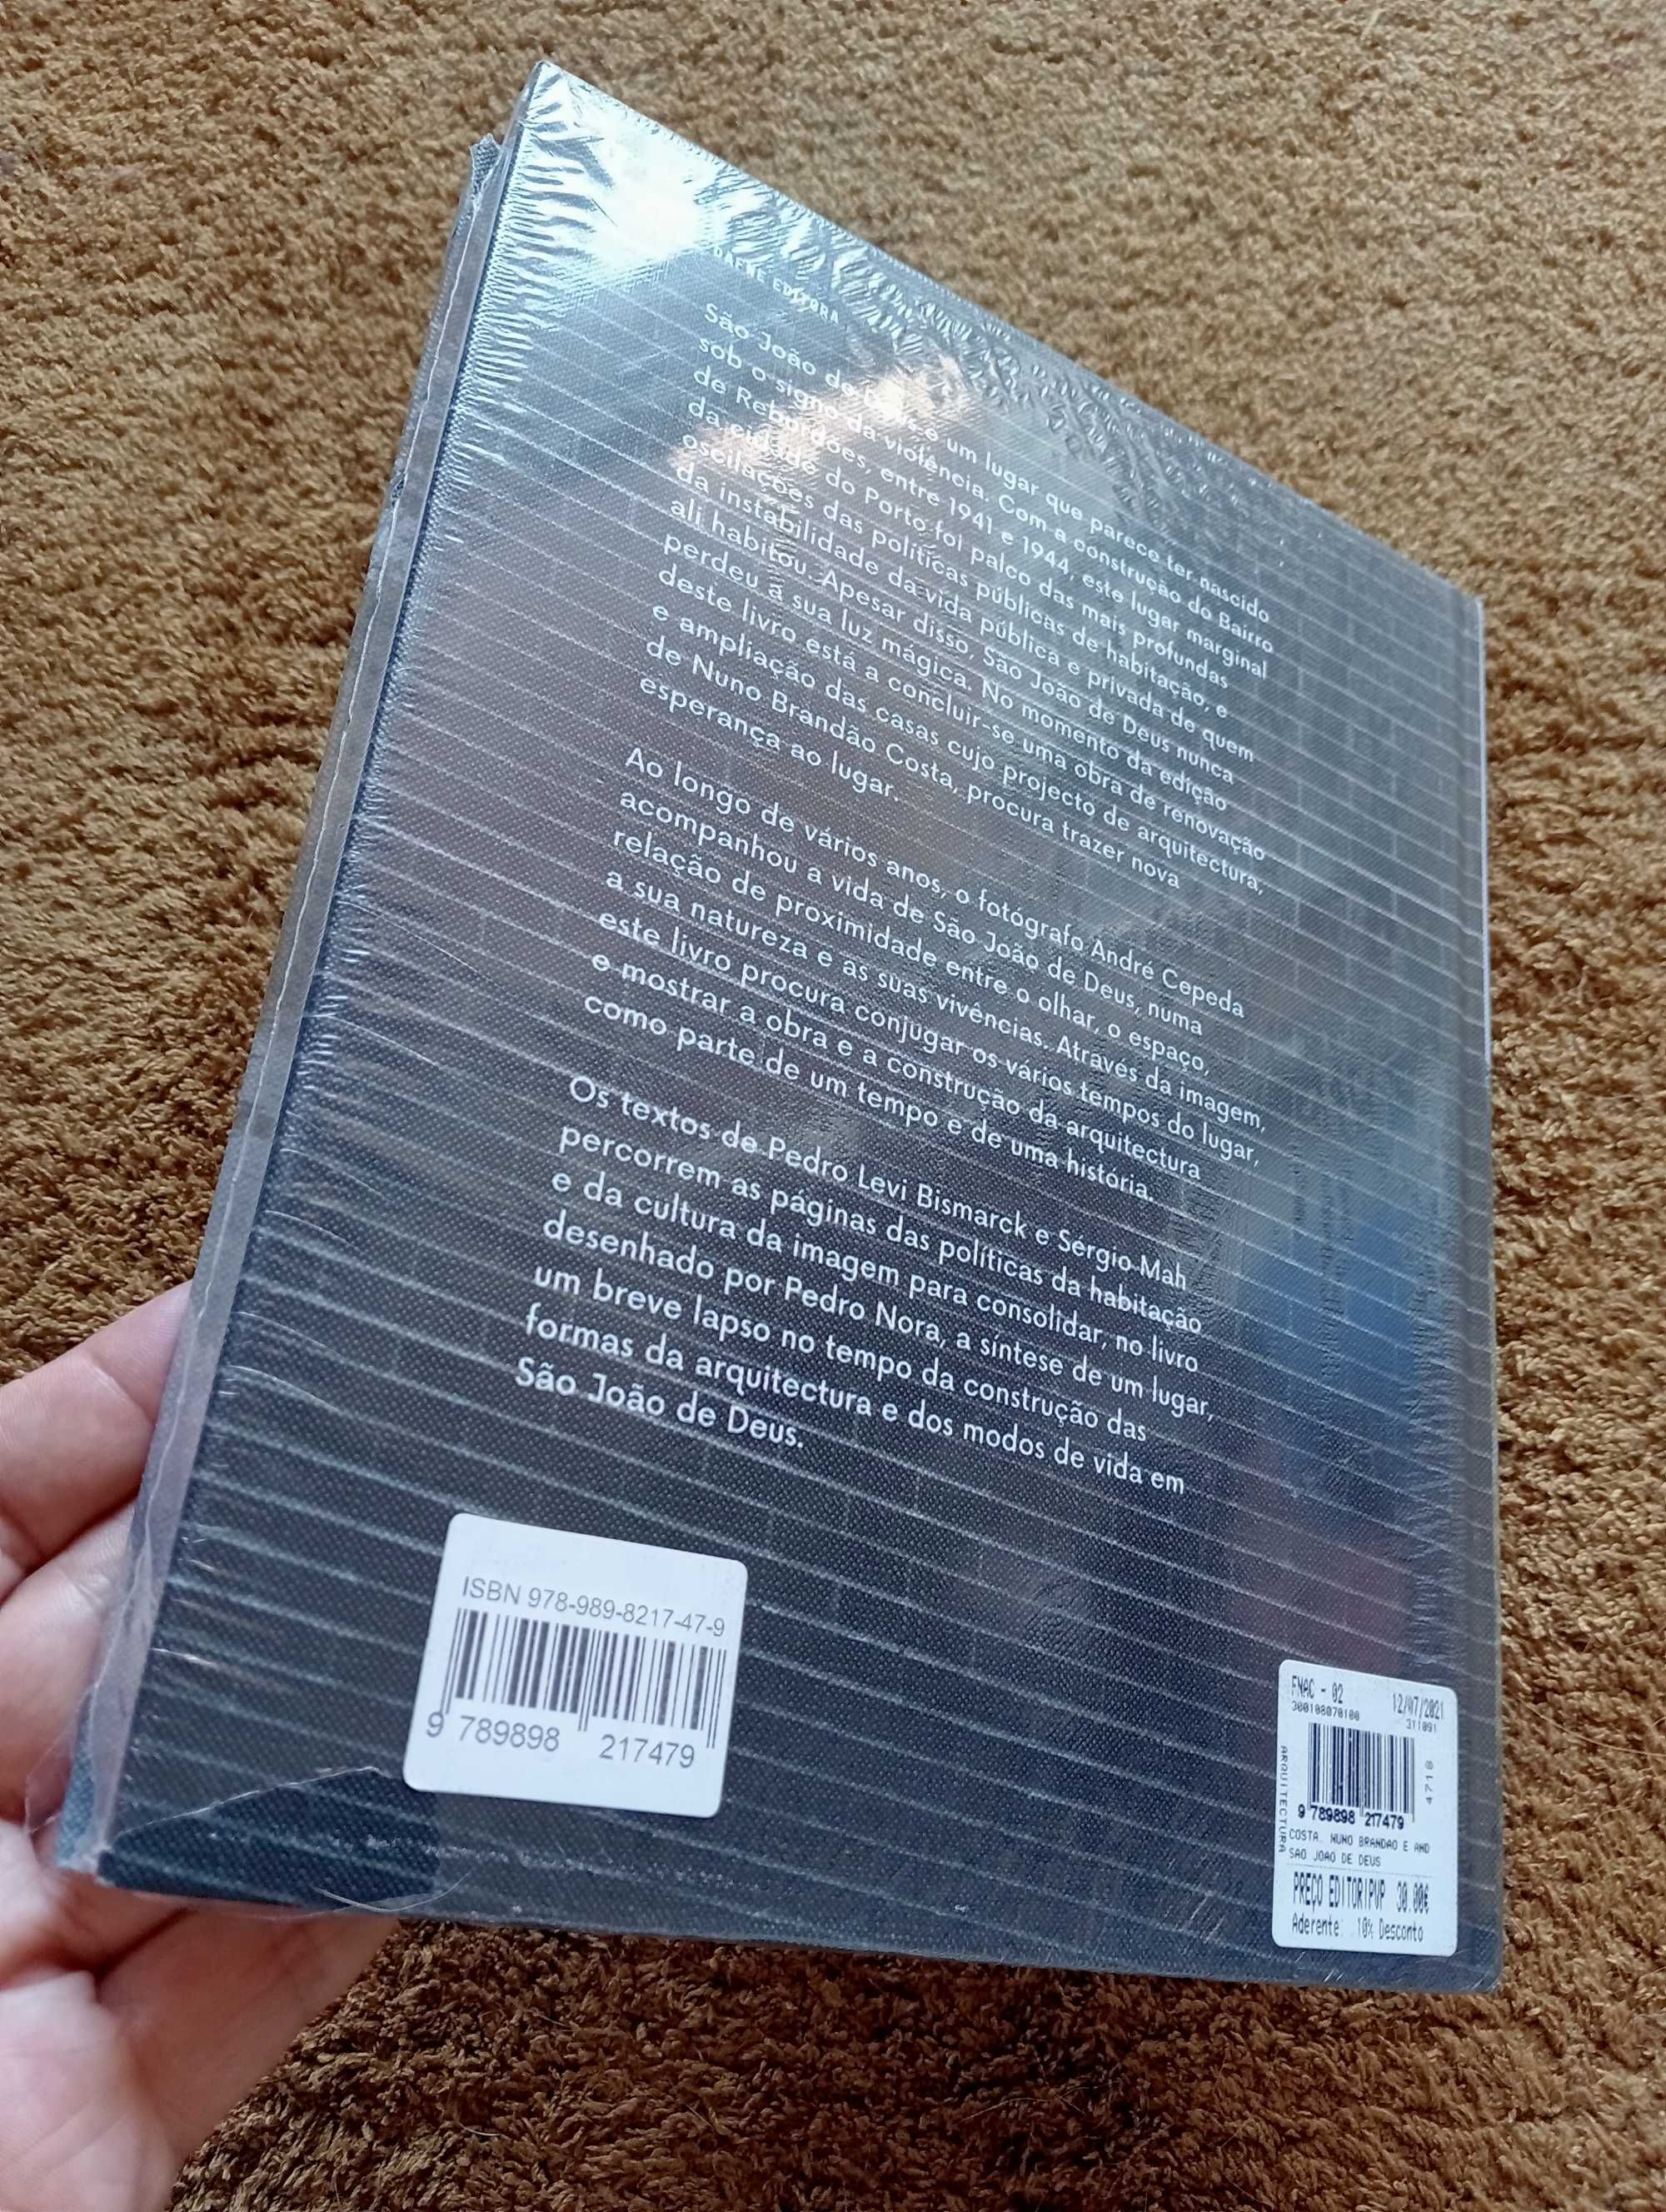 DAFNE EDITORA
São João de Deus é um lugar que parece ter nascido
sob o signo da violência. Com a construção do Bairro
de Rebordões, entre 1941 e 1944, este lugar marginal
da cidade do Porto foi palco das mais profundas
oscilações das políticas públicas de habitação, e
da instabilidade da vida pública e privada de quem
ali habitou. Apesar disso, São João de Deus nunca
perdeu a sua luz mágica. No momento da edição
deste livro está a concluir-se uma obra de renovação
e ampliação das casas cujo projecto de arquitectura,
de Nuno Brandão Costa, procura trazer nova
esperança ao lugar.
Ao longo de vários anos, o fotógrafo André Cepeda
acompanhou a vida de São João de Deus, numa
relação de proximidade entre o olhar, o espaço,
a sua natureza e as suas vivências. Através da imagem,
este livro procura conjugar os vários tempos do lugar,
e mostrar a obra e a construção da arquitectura
como parte de um tempo e de uma história.
Os textos de Pedro Levi Bismarck e Sérgio Mah
percorrem as páginas das políticas da habitação
e da cultura da imagem para consolidar, no livro
desenhado por Pedro Nora, a síntese de um lugar,
um breve lapso no tempo da construção das
formas da arquitectura e dos modos de vida em
São João de Deus.
ISBN 978-989-8217-47-9
9 789898 217479
FNAC - 02 12/07/2021
300108070100 311091
ARQUITECTURA
4718
9 789898 217479
COSTA, NUNO BRANDAO E AND
SAO JOAO DE DEUS
PREÇO EDITOR/PVP 30.00€
Aderente: 10% Desconto